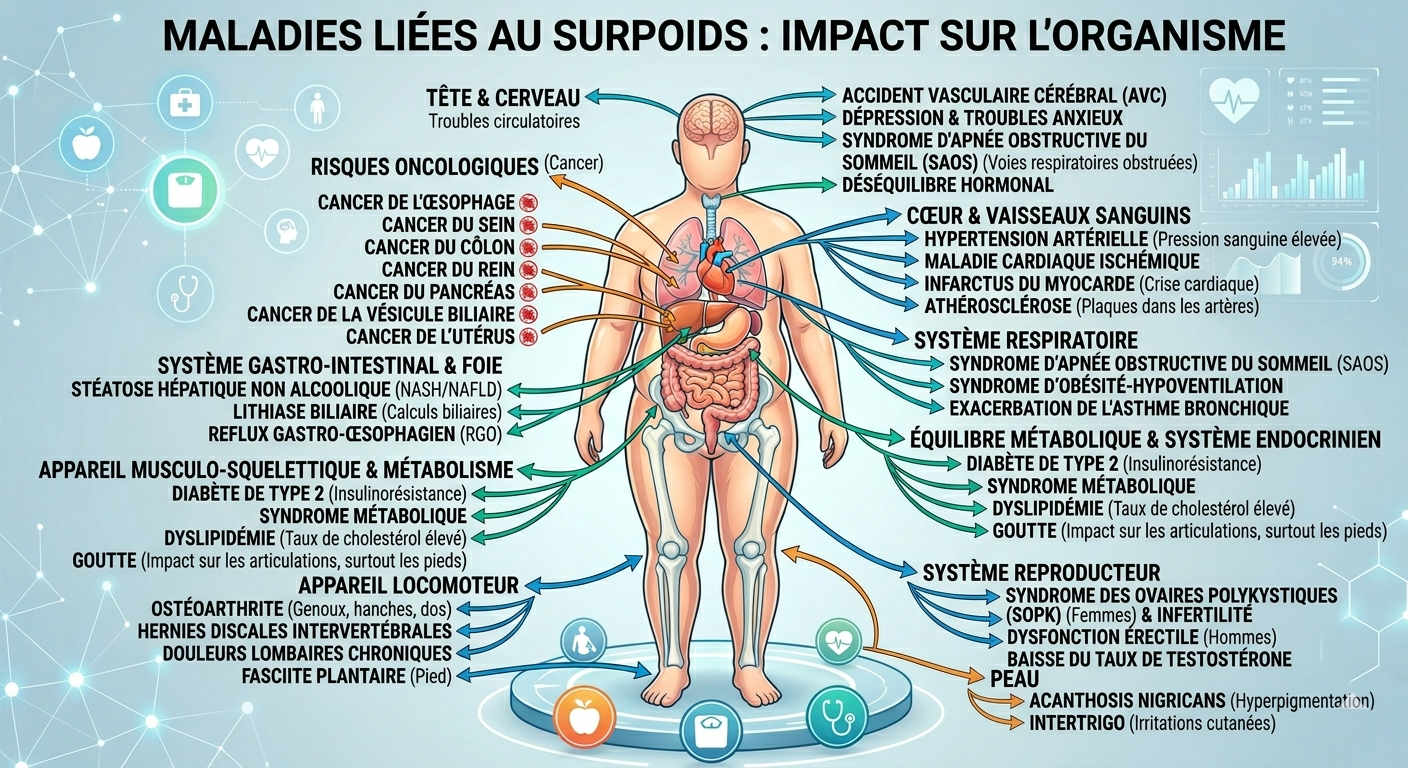 MALADIES LIÉES AU SURPOIDS : IMPACT SUR L'ORGANISME
TÊTE & CERVEAU
Troubles circulatoires
RISQUES ONCOLOGIQUES (Cancer)
CANCER DE L'ŒSOPHAGE
CANCER DU SEIN
CANCER DU CÔLON
CANCER DU REIN
CANCER DU PANCRÉAS
CANCER DE LA VÉSICULE BILIAIRE
CANCER DE L'UTÉRUS
SYSTÈME GASTRO-INTESTINAL & FOIE
STÉATOSE HÉPATIQUE NON ALCOOLIQUE (NASH/NAFLD)
LITHIASE BILIAIRE (Calculs biliaires)
REFLUX GASTRO-ŒSOPHAGIEN (RGO)
APPAREIL MUSCULO-SQUELETTIQUE & MÉTABOLISME
DIABÈTE DE TYPE 2 (Insulinorésistance)
SYNDROME MÉTABOLIQUE
DYSLIPIDÉMIE (Taux de cholestérol élevé)
GOUTTE (Impact sur les articulations, surtout les pieds)
APPAREIL LOCOMOTEUR
OSTÉOARTHRITE (Genoux, hanches, dos)
HERNIES DISCALES INTERVERTÉBRALES
DOULEURS LOMBAIRES CHRONIQUES
FASCIITE PLANTAIRE (Pied)
ACCIDENT VASCULAIRE CÉRÉBRAL (AVC)
DÉPRESSION & TROUBLES ANXIEUX
SYNDROME D'APNÉE OBSTRUCTIVE DU
SOMMEIL (SAOS) (Voies respiratoires obstruées)
DÉSÉQUILIBRE HORMONAL
CŒUR & VAISSEAUX SANGUINS
HYPERTENSION ARTÉRIELLE (Pression sanguine élevée)
MALADIE CARDIAQUE ISCHÉMIQUE
INFARCTUS DU MYOCARDE (Crise cardiaque)
ATHÉROSCLÉROSE (Plaques dans les artères)
94%
SYSTÈME RESPIRATOIRE
SYNDROME D'APNÉE OBSTRUCTIVE DU SOMMEIL (SAOS)
SYNDROME D'OBÉSITÉ-HYPOVENTILATION
EXACERBATION DE L'ASTHME BRONCHIQUE
ÉQUILIBRE MÉTABOLIQUE & SYSTÈME ENDOCRINIEN
DIABÈTE DE TYPE 2 (Insulinorésistance)
SYNDROME MÉTABOLIQUE
DYSLIPIDÉMIE (Taux de cholestérol élevé)
GOUTTE (Impact sur les articulations, surtout les pieds)
SYSTÈME REPRODUCTEUR
SYNDROME DES OVAIRES POLYKYSTIQUES
(SOPK) (Femmes) & INFERTILITÉ
DYSFONCTION ÉRECTILE (Hommes)
BAISSE DU TAUX DE TESTOSTÉRONE
PEAU
ACANTHOSIS NIGRICANS (Hyperpigmentation)
INTERTRIGO (Irritations cutanées)